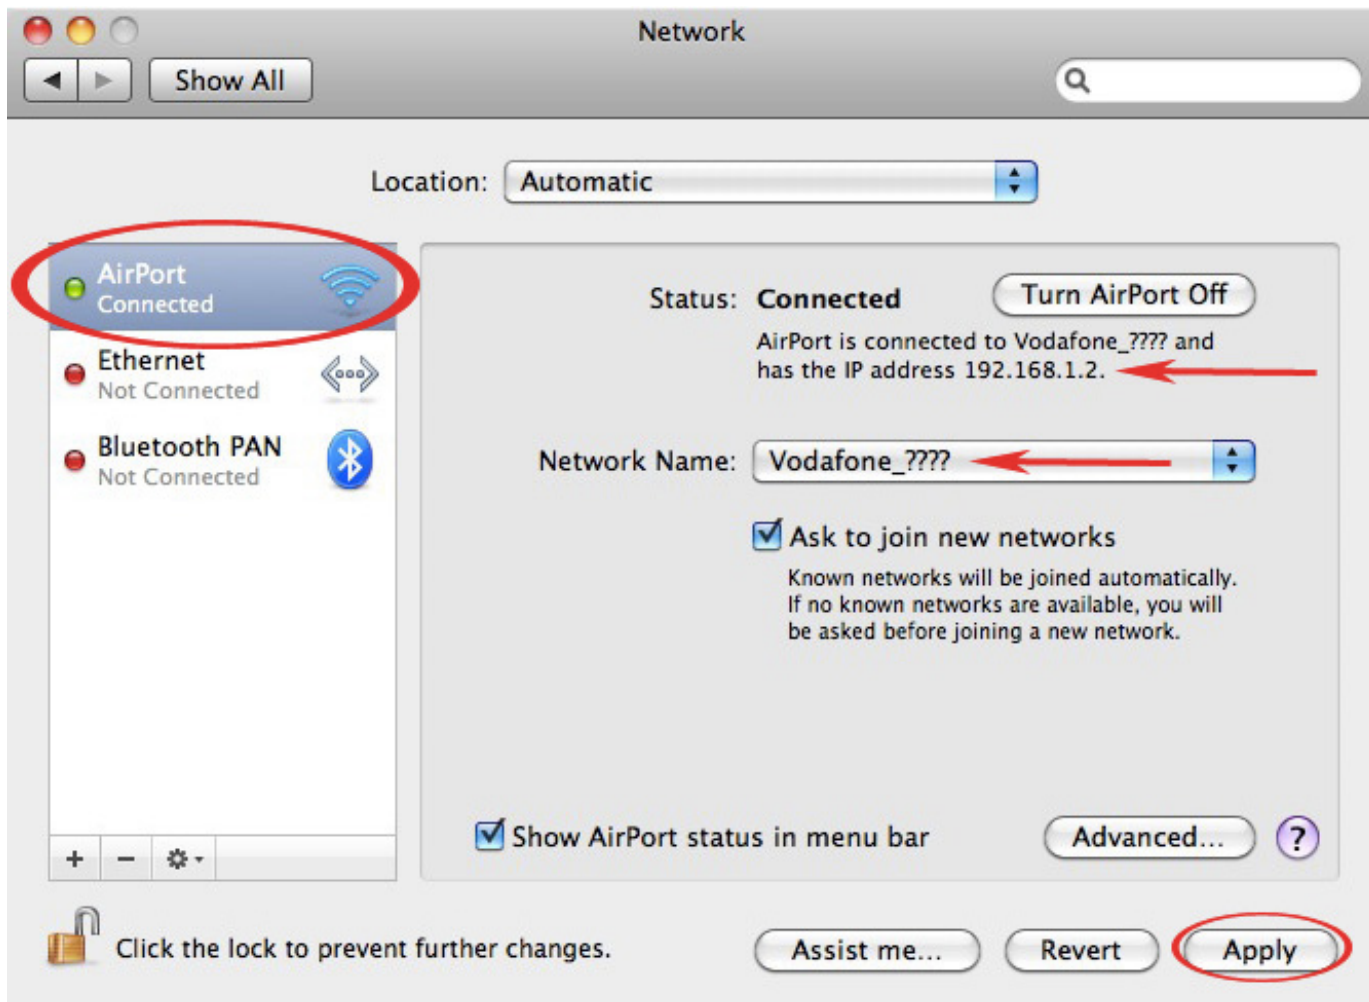 Network
Show All
Location: Automatic
AirPort
Connected
Ethernet
Not Connected
Bluetooth PAN
Not Connected
Status: Connected
Turn AirPort Off
AirPort is connected to Vodafone_???? and
has the IP address 192.168.1.2.
Network Name: Vodafone_????
Ask to join new networks
Known networks will be joined automatically.
If no known networks are available, you will
be asked before joining a new network.
Show AirPort status in menu bar
Advanced...
?
+ −
Click the lock to prevent further changes.
Assist me...
Revert
Apply